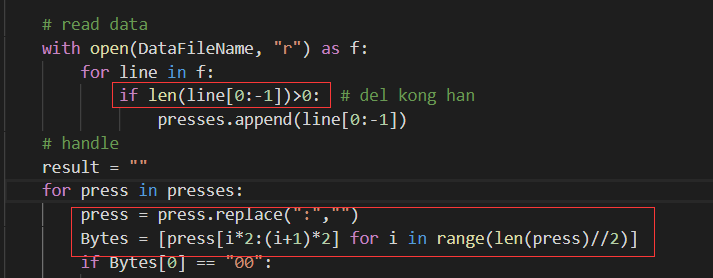 # read data
with open(DataFileName, "r") as f:
for line in f:
if len(line[0:-1])>0: # del kong han
presses.append(line[0:-1])
# handle
result = ""
for press in presses:
press = press.replace(":","")
Bytes = [press[i*2:(i+1)*2] for i in range(len(press)//2)]
if Bytes[0] == "00":